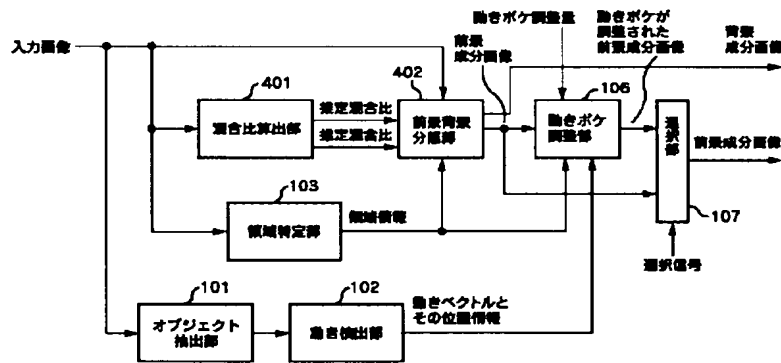 動きボケ調整量
動きボケが
調整された
前景成分画像
背景
成分画像
入力画像
前景
成分画像
401
推定混合比
推定混合比
混合比算出部
402
前景背景
分離部
106
動きボケ
調整部
選択部
前景成分画像
107
選択信号
103
領域情報
領域特定部
101
オブジェクト
抽出部
102
動き検出部
動きベクトルと
その位置情報